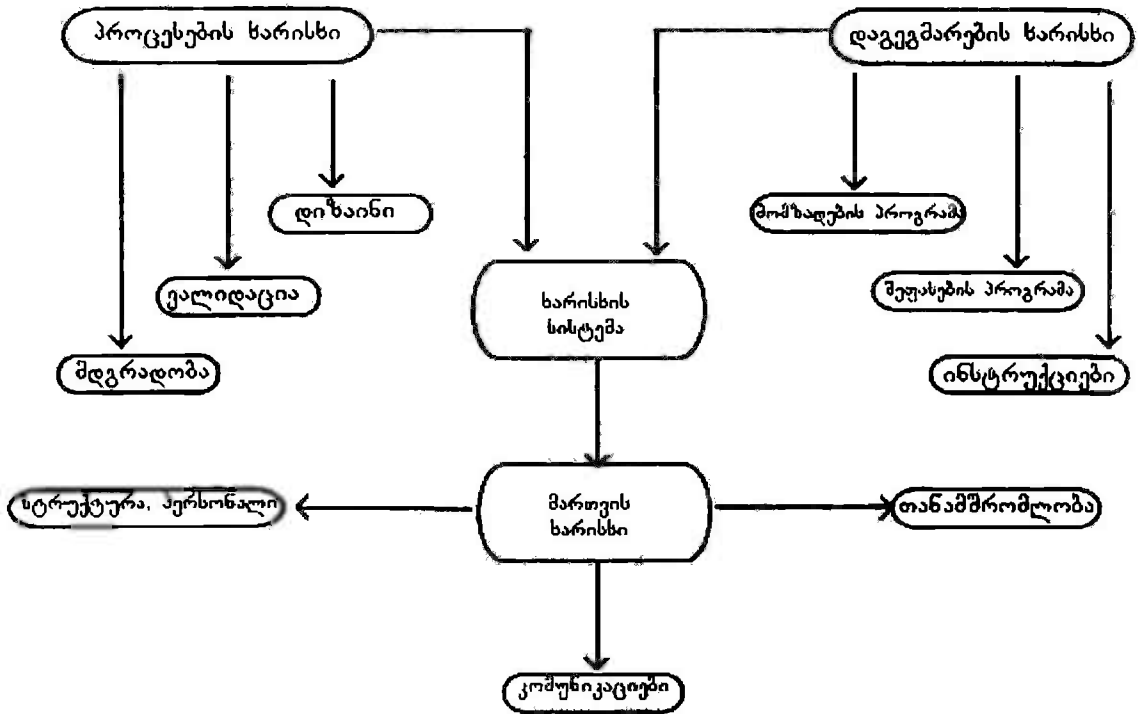 პროცესების ხარისხი
დაგეგმარების ხარისხი
დიზაინი
მომზადების პროგრამა
ვალიდაცია
შეფასების პროგრამა
ხარისხის
სისტემა
მდგრადობა
ინსტრუქციები
სტრუქტურა, პერსონალი
მართვის
ხარისხი
თანამშრომლობა
კომუნიკაციები